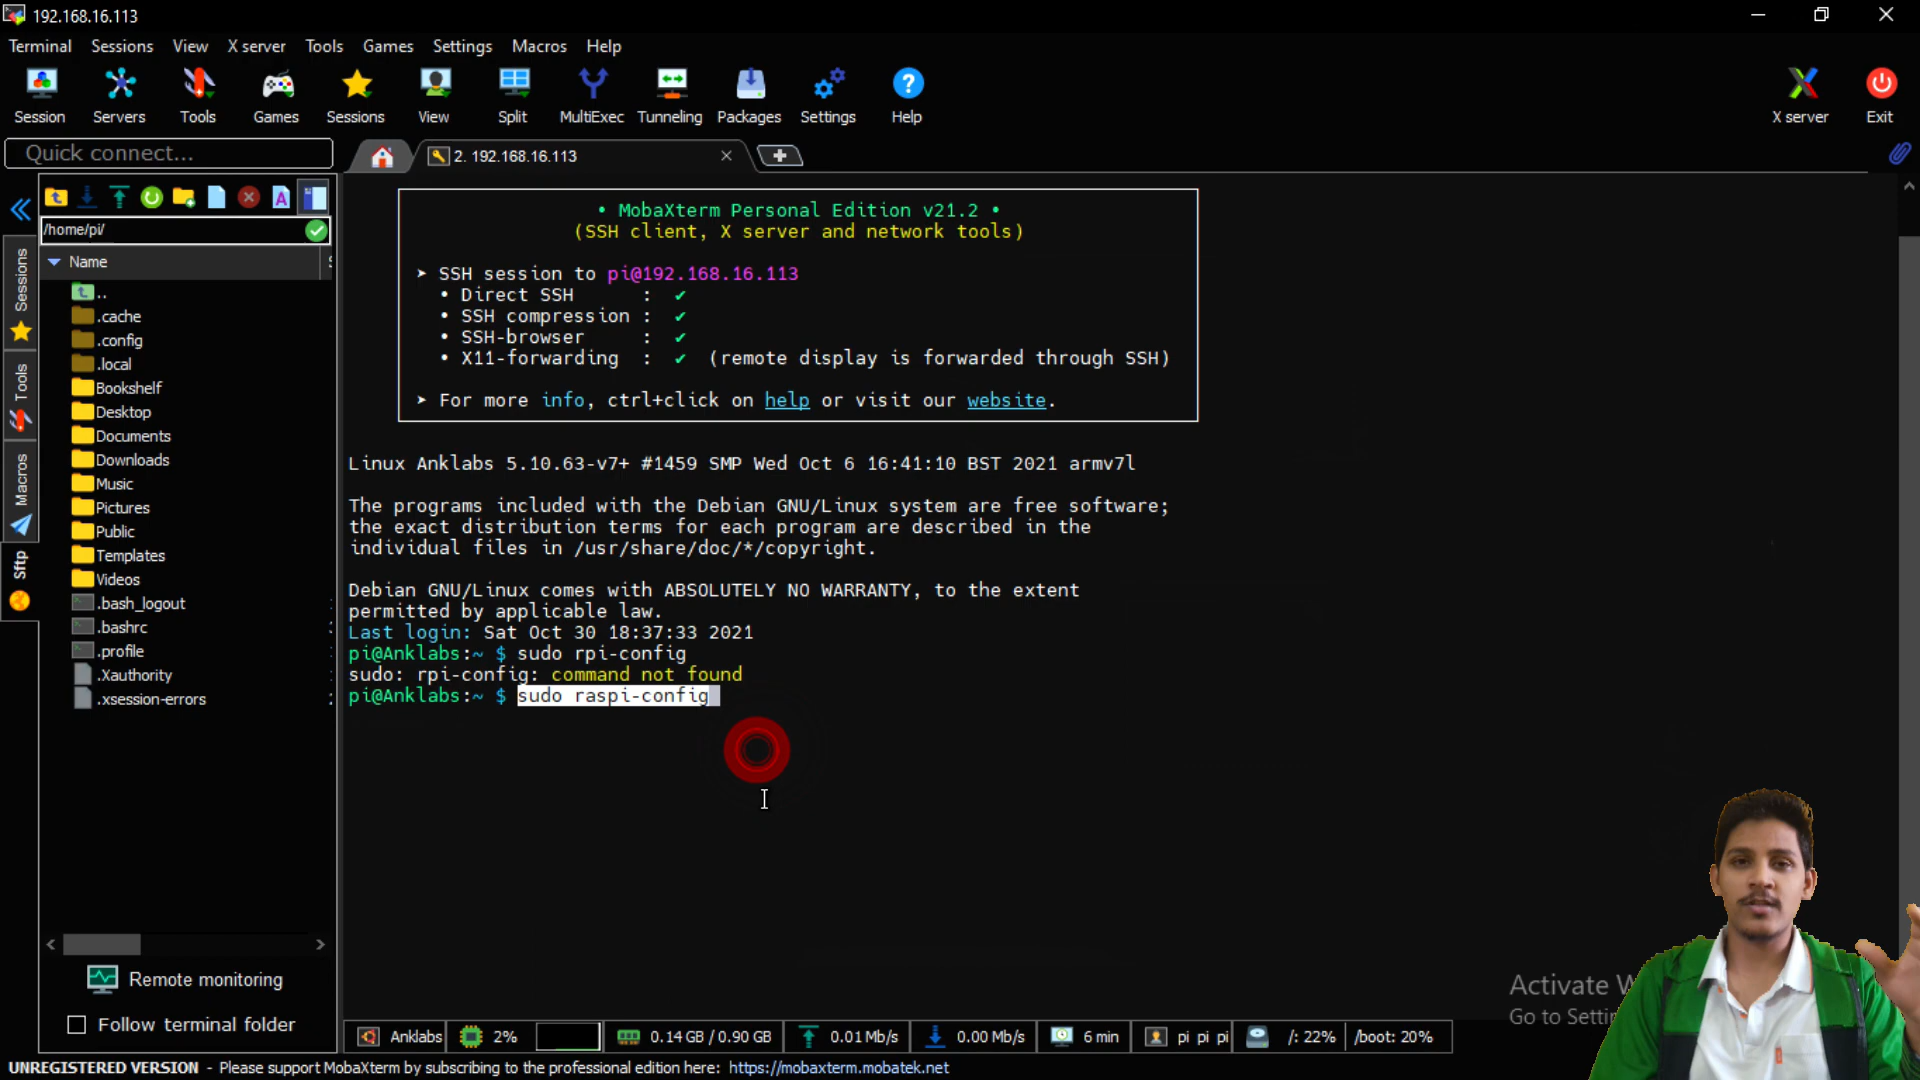 192.168.16.113
Terminal Sessions View X server Tools Games Settings Macros Help
Session Servers Tools Games Sessions View Split MultiExec Tunneling Packages Settings Help X server Exit
Quick connect...
2. 192.168.16.113
/home/pi/
Name
..
.cache
.config
.local
Bookshelf
Desktop
Documents
Downloads
Music
Pictures
Public
Templates
Videos
.bash_logout
.bashrc
.profile
.Xauthority
.xsession-errors
Sessions
Tools
Macros
Sftp
Remote monitoring
Follow terminal folder
• MobaXterm Personal Edition v21.2 •
(SSH client, X server and network tools)
➤ SSH session to pi@192.168.16.113
• Direct SSH : ✔
• SSH compression : ✔
• SSH-browser : ✔
• X11-forwarding : ✔ (remote display is forwarded through SSH)
➤ For more info, ctrl+click on help or visit our website.
Linux Anklabs 5.10.63-v7+ #1459 SMP Wed Oct 6 16:41:10 BST 2021 armv7l
The programs included with the Debian GNU/Linux system are free software;
the exact distribution terms for each program are described in the
individual files in /usr/share/doc/*/copyright.
Debian GNU/Linux comes with ABSOLUTELY NO WARRANTY, to the extent
permitted by applicable law.
Last login: Sat Oct 30 18:37:33 2021
pi@Anklabs:~ $ sudo rpi-config
sudo: rpi-config: command not found
pi@Anklabs:~ $ sudo raspi-config
Activate
Go to
Anklabs 2% 0.14 GB / 0.90 GB 0.01 Mb/s 0.00 Mb/s 6 min pi pi pi /: 22% /boot: 20%
UNREGISTERED VERSION - Please support MobaXterm by subscribing to the professional edition here: https://mobaxterm.mobatek.net